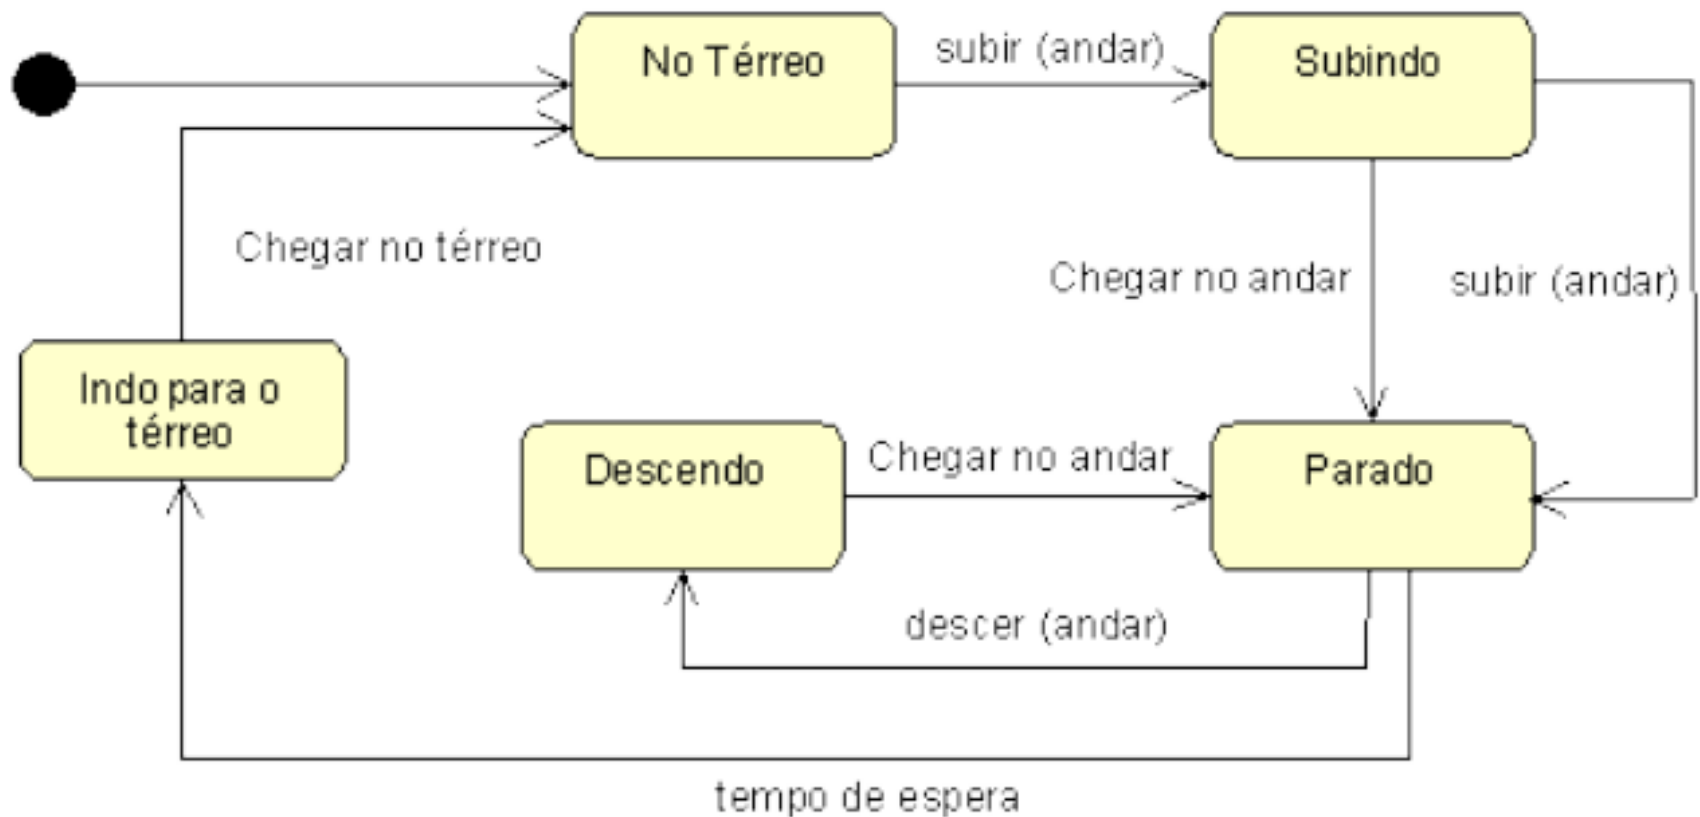 No Térreo
subir (andar)
Subindo
Chegar no térreo
Chegar no andar
subir (andar)
Indo para o
térreo
Descendo
Chegar no andar
Parado
descer (andar)
tempo de espera